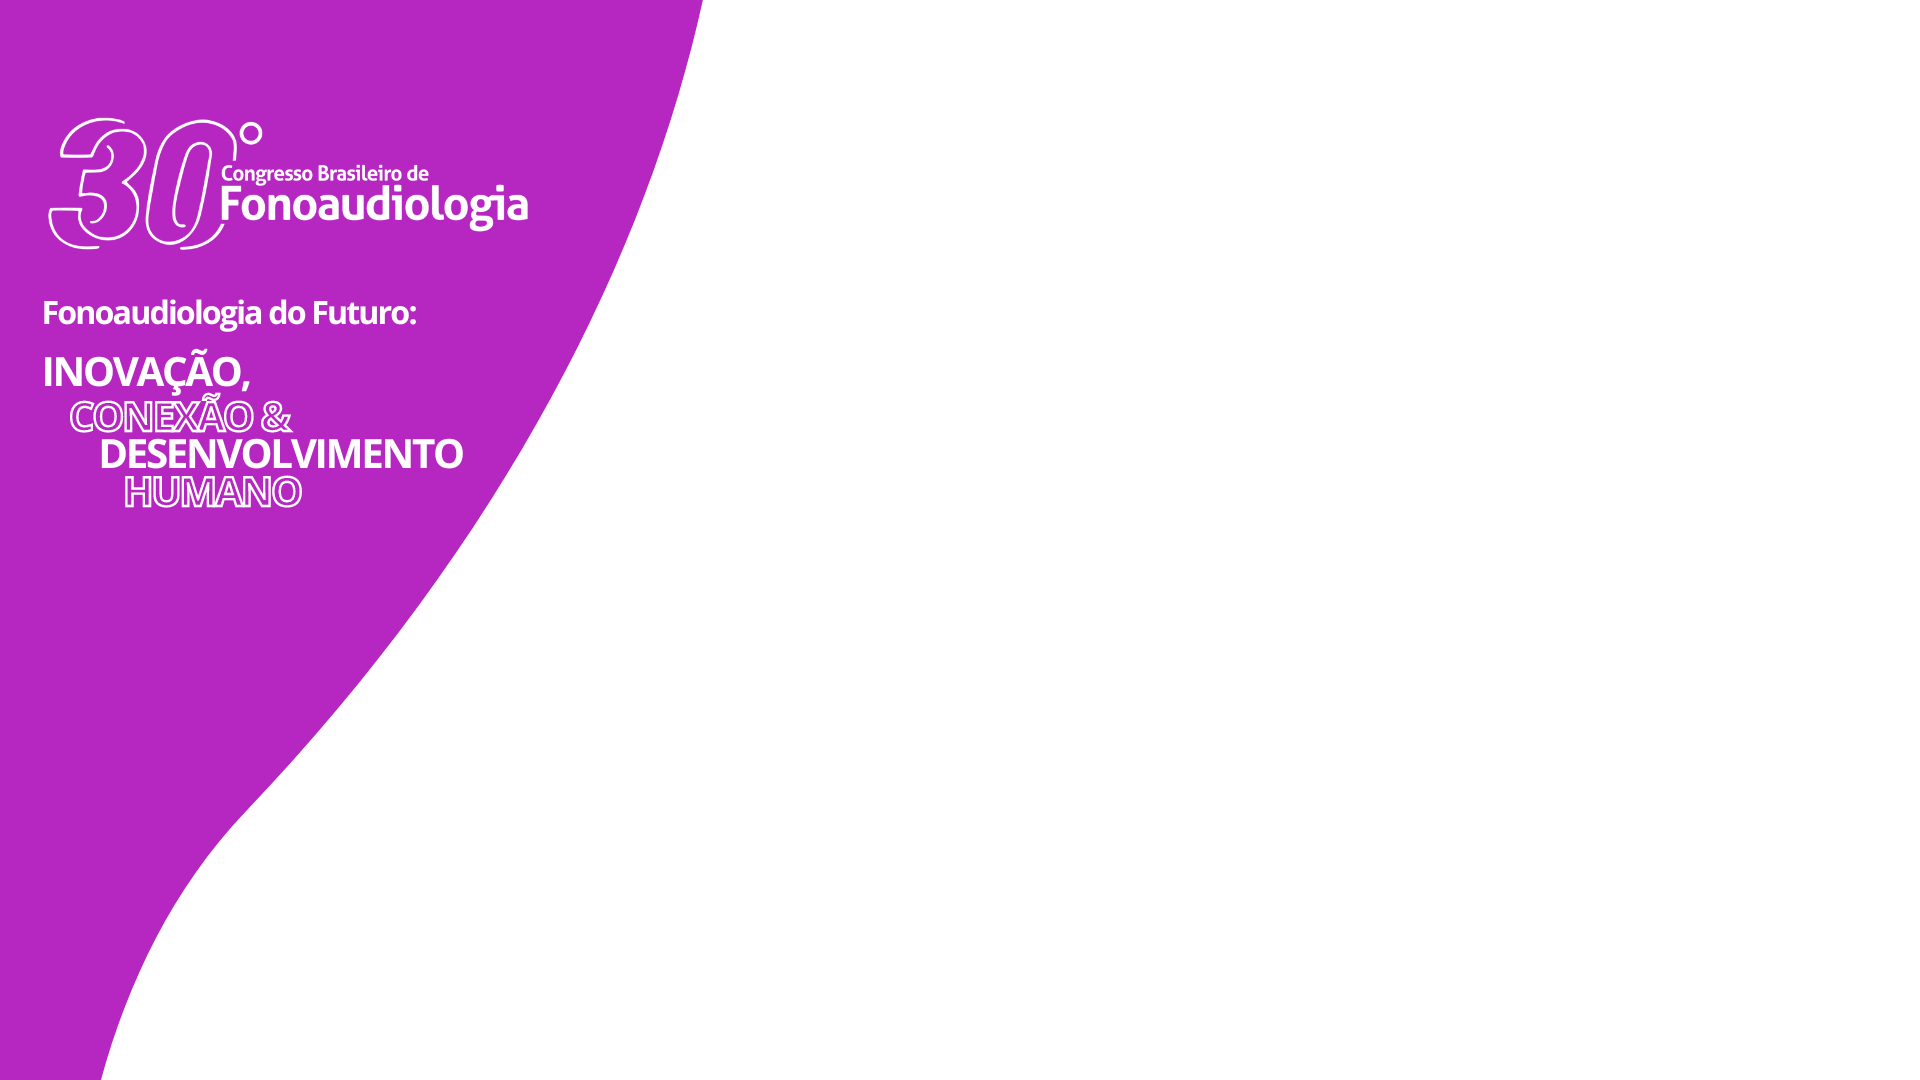 30°
Congresso Brasileiro de
Fonoaudiologia
Fonoaudiologia do Futuro:
INOVAÇÃO,
CONEXÃO &
DESENVOLVIMENTO
HUMANO